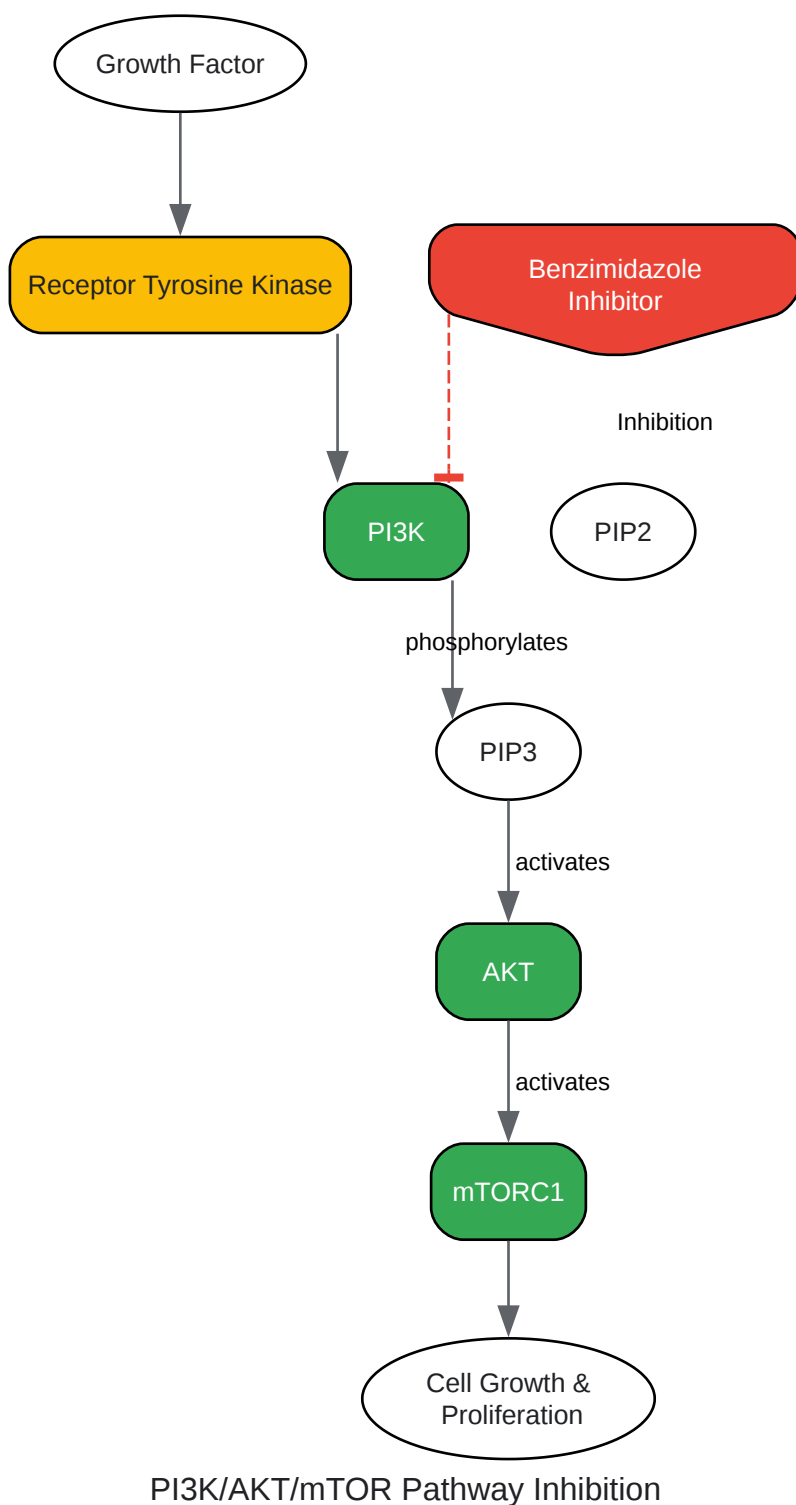 Growth Factor
Receptor Tyrosine Kinase
Benzimidazole
Inhibitor
Inhibition
PI3K
PIP2
phosphorylates
PIP3
activates
AKT
activates
mTORC1
Cell Growth &
Proliferation
PI3K/AKT/mTOR Pathway Inhibition